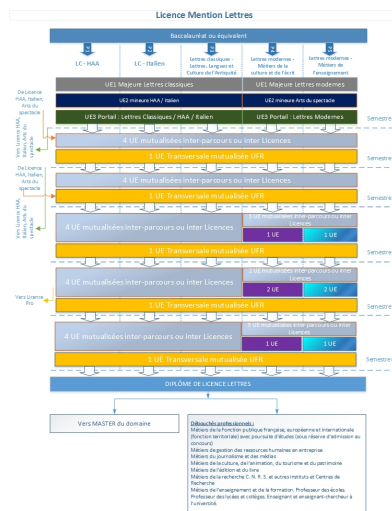 Licence Mention Lettres
Baccalauréat ou équivalent
LC - HAA
LC - Italien
Lettres classiques -
Lettres, Langues et
Culture de l'Antiquité
Lettres modernes -
Métiers de la
culture et de l'écrit
Lettres modernes -
Métiers de
l'enseignement
UE1 Majeure Lettres classiques
UE1 Majeure Lettres modernes
De Licence
HAA, Italien,
Arts du
spectacle
UE2 mineure HAA / Italien
UE2 mineure Arts du spectacle
UE3 Portail : Lettres Classiques / HAA / Italien
UE3 Portail : Lettres Modernes
Semestre
Vers Licence HAA,
Italien, Arts du
spectacle
4 UE mutualisées inter-parcours ou inter Licences
1 UE Transversale mutualisée UFR
Semestre
De Licence
HAA, Italien,
Arts du
spectacle
4 UE mutualisées inter-parcours ou inter Licences
1 UE Transversale mutualisée UFR
Semestre
Vers Licence HAA,
Italien, Arts du
spectacle
4 UE mutualisées inter-parcours ou inter Licences
UE mutualisées inter-parcours ou inter
Licences
1 UE
1 UE
1 UE Transversale mutualisée UFR
Semestre
4 UE mutualisées inter-parcours ou inter Licences
2 UE mutualisées inter-parcours ou inter
Licences
2 UE
2 UE
Vers Licence
Pro
1 UE Transversale mutualisée UFR
Semestre
4 UE mutualisées inter-parcours ou inter Licences
UE mutualisées inter-parcours ou inter
Licences
1 UE
1 UE
1 UE Transversale mutualisée UFR
Semestre
DIPLÔME DE LICENCE LETTRES
Vers MASTER du domaine
Débouchés professionnels :
Métiers de la Fonction publique française, européenne et internationale
(fonction territoriale) avec poursuite d'études (sous réserve d'admission au
concours)
Métiers de gestion des ressources humaines en entreprise
Métiers du journalisme et des médias
Métiers de la culture, de l'animation, du tourisme et du patrimoine
Métiers de l'édition et du livre
Métiers de la recherche C. N. R. S. et autres Instituts et Centres de
Recherche
Métiers de l'enseignement et de la formation. Professeur des écoles.
Professeur des lycées et collèges. Enseignant et enseignant-chercheur à
l'université.